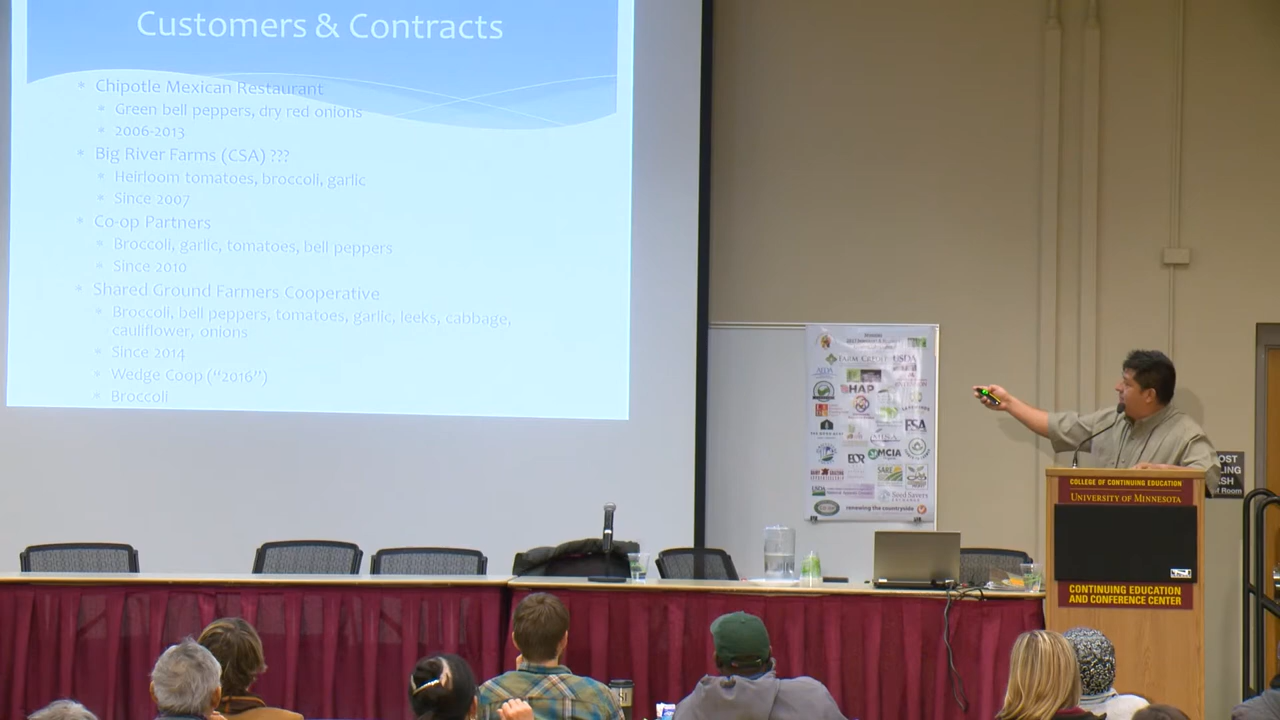 Customers & Contracts
Chipotle Mexican Restaurant
Green bell peppers, dry red onions
2006-2013
Big River Farms (CSA) ???
Heirloom tomatoes, broccoli, garlic
Since 2007
Co-op Partners
Broccoli, garlic, tomatoes, bell peppers
Since 2010
Shared Ground Farmers Cooperative
Broccoli, bell peppers, tomatoes, garlic, leeks, cabbage,
cauliflower, onions
Since 2014
Wedge Coop ("2016")
Broccoli
FARM CREDIT USDA
HAP
FSA
BDR
MCIA
SARE
USDA
Seed Savers
renewing the countryside
COLLEGE OF CONTINUING EDUCATION
UNIVERSITY OF MINNESOTA
CONTINUING EDUCATION
AND CONFERENCE CENTER